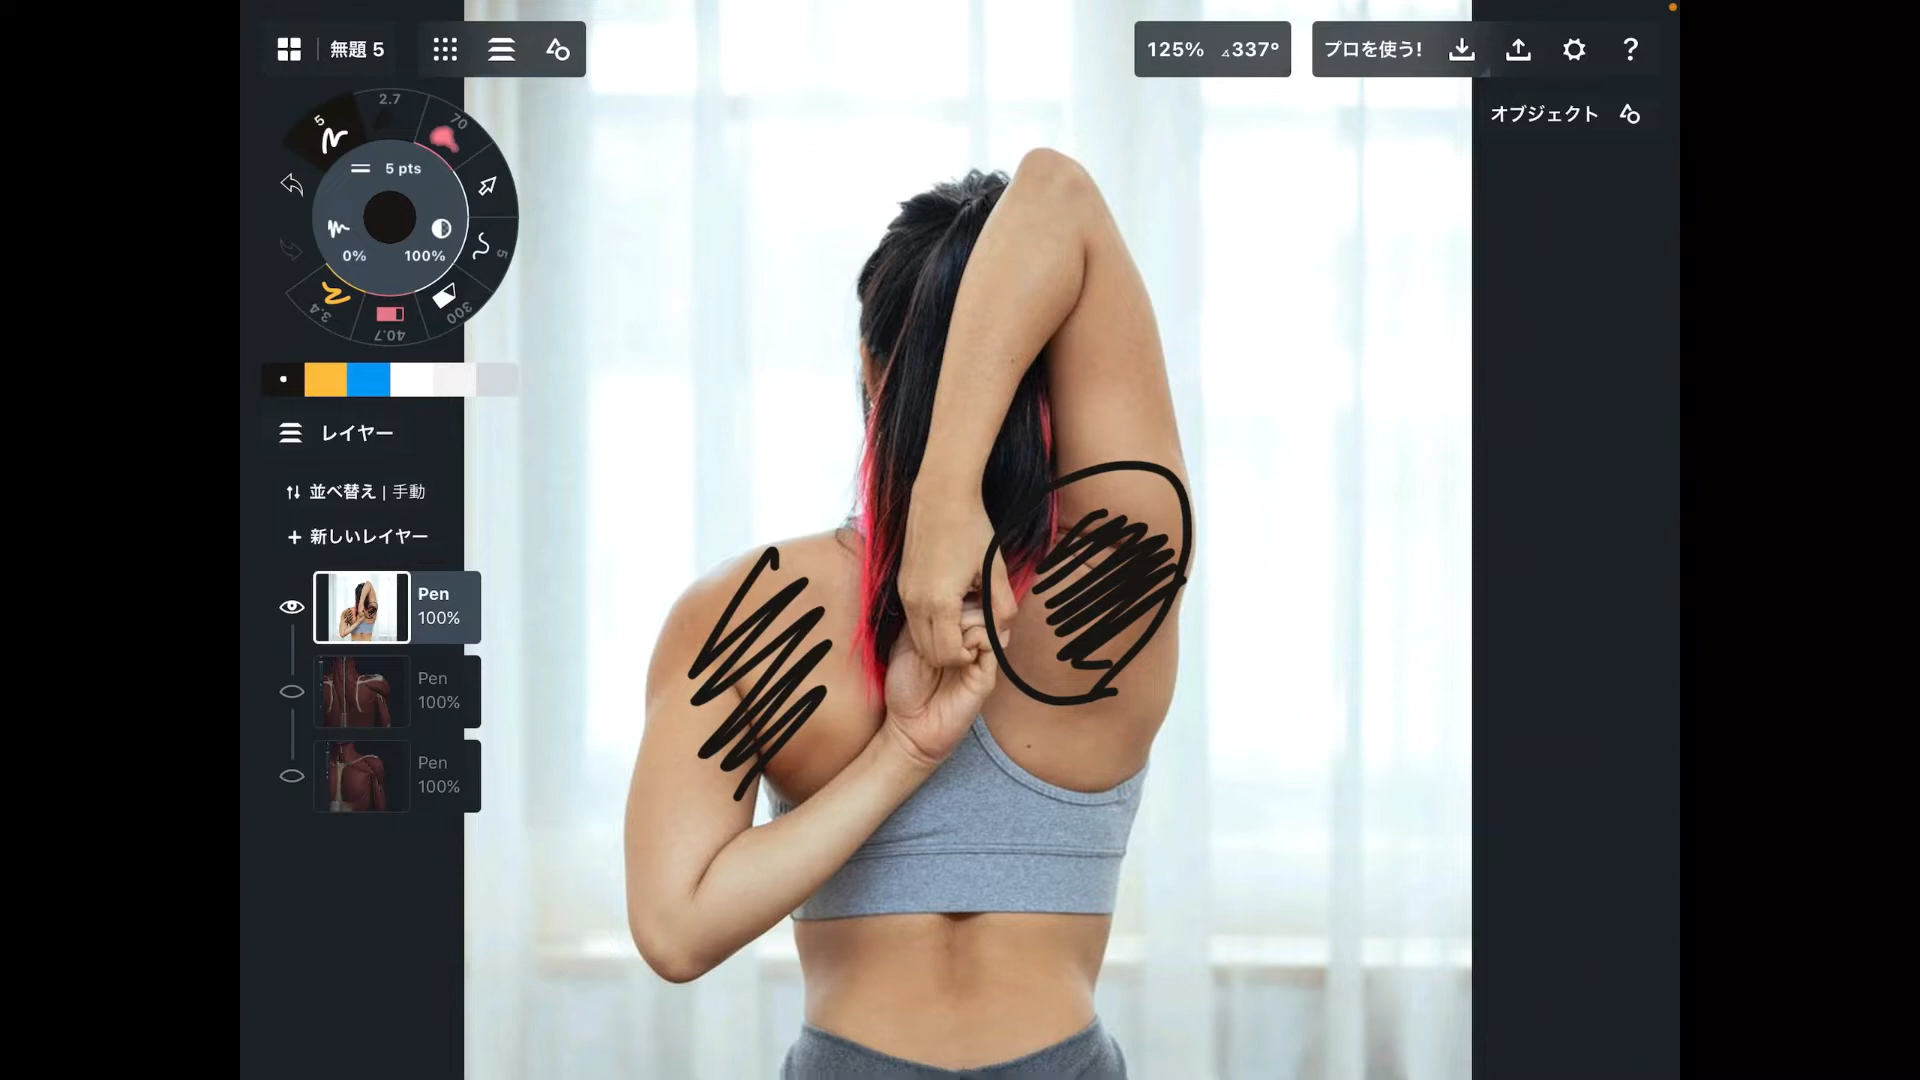 無題 5
125% ⊿337°
プロを使う!
?
オブジェクト
2.7
70
5
5 pts
0%
100%
5
3.4
40.7
300
レイヤー
並べ替え | 手動
+ 新しいレイヤー
Pen
100%
Pen
100%
Pen
100%